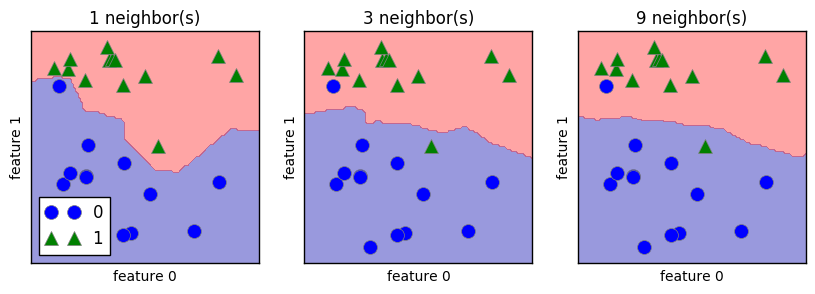 1 neighbor(s)
3 neighbor(s)
9 neighbor(s)
feature 1
feature 1
feature 1
0
1
feature 0
feature 0
feature 0